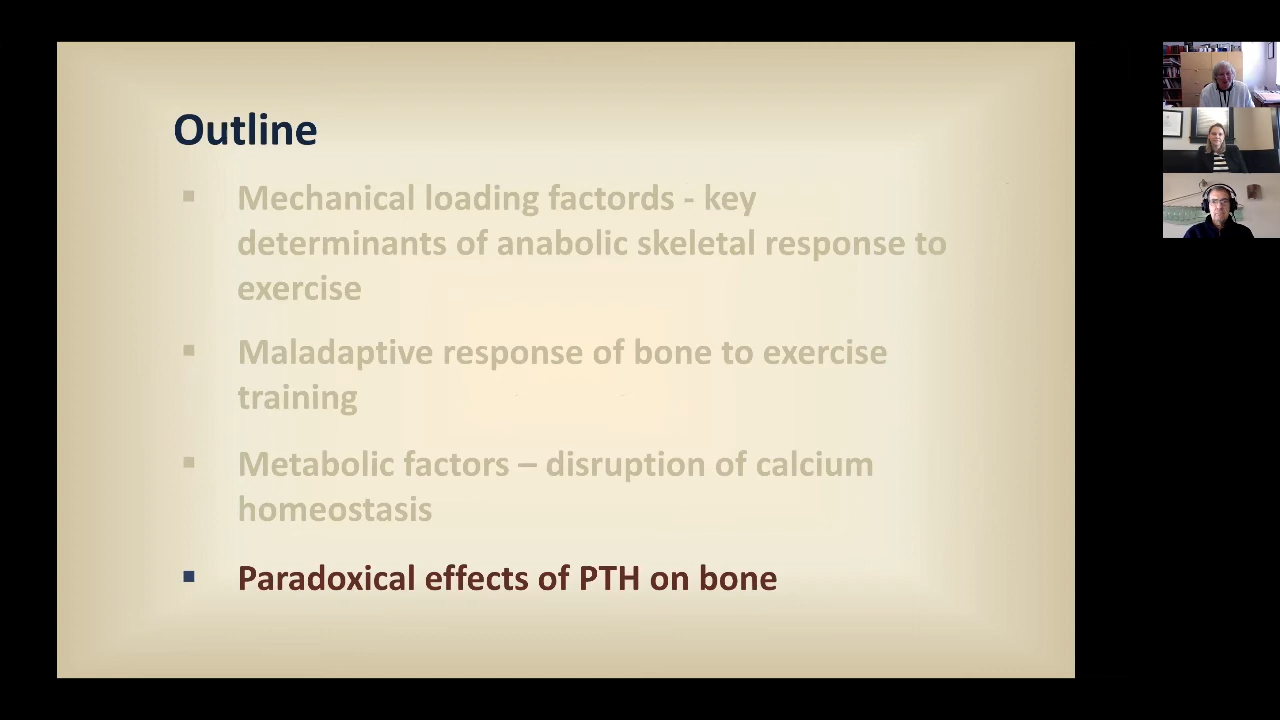 Outline
Mechanical loading factords - key
determinants of anabolic skeletal response to
exercise
Maladaptive response of bone to exercise
training
Metabolic factors – disruption of calcium
homeostasis
Paradoxical effects of PTH on bone